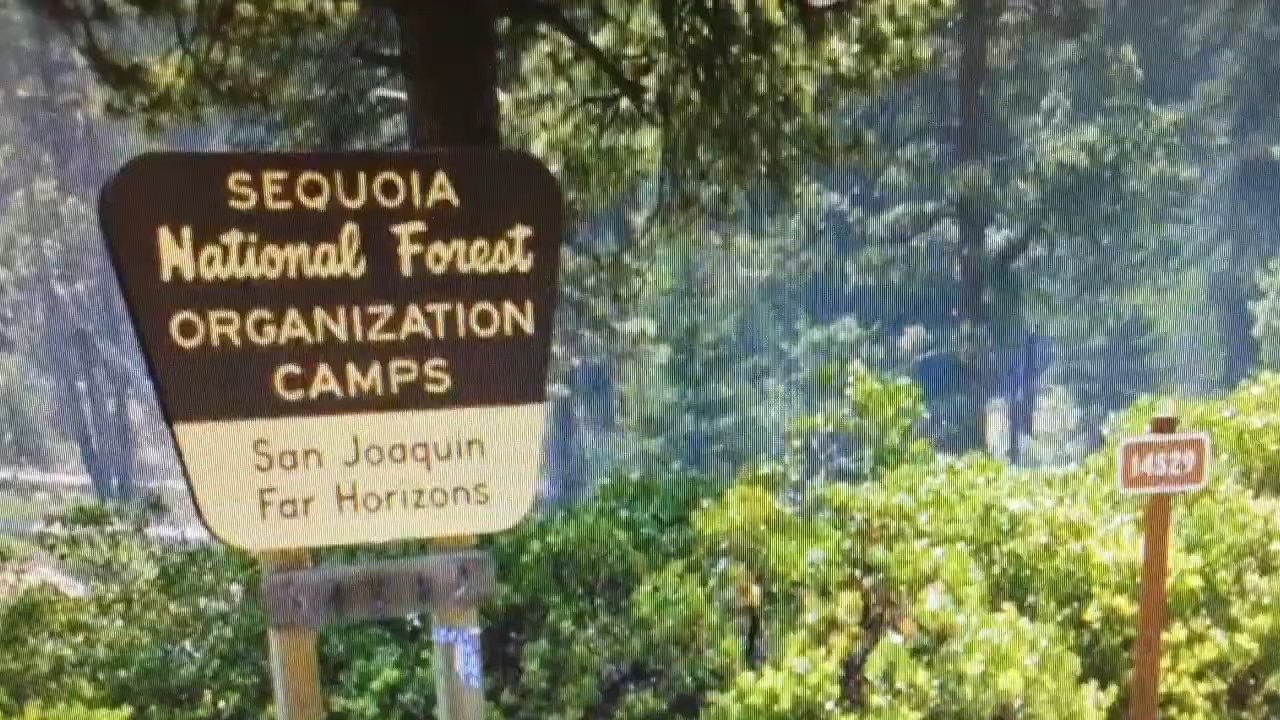 SEQUOIA
National Forest
ORGANIZATION
CAMPS
San Joaquin
Far Horizons
14S29